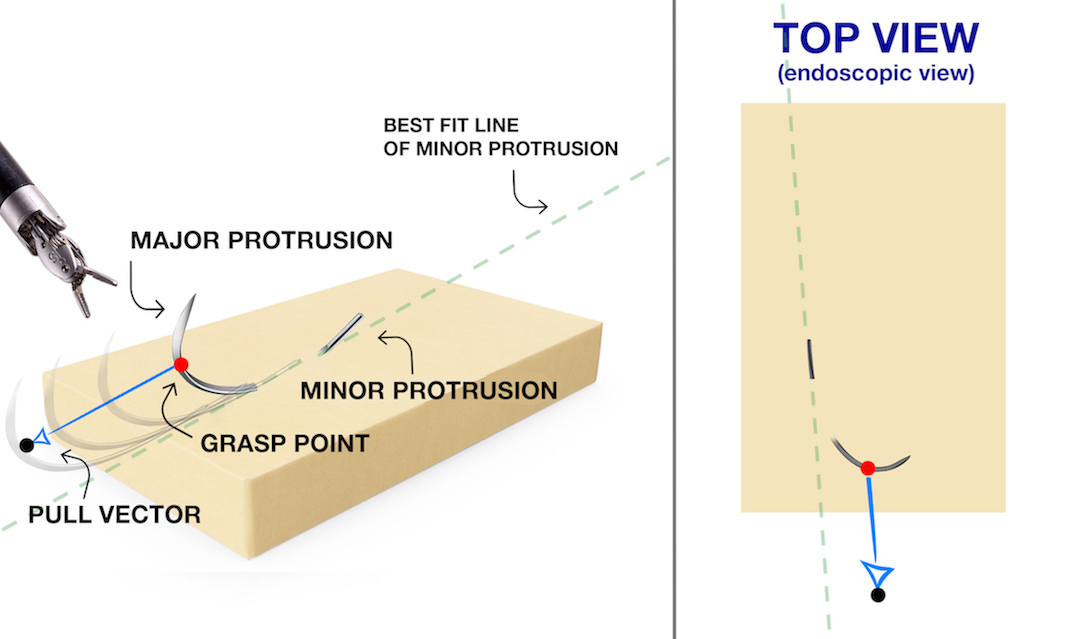 BEST FIT LINE
OF MINOR PROTRUSION
MAJOR PROTRUSION
MINOR PROTRUSION
GRASP POINT
PULL VECTOR
TOP VIEW
(endoscopic view)